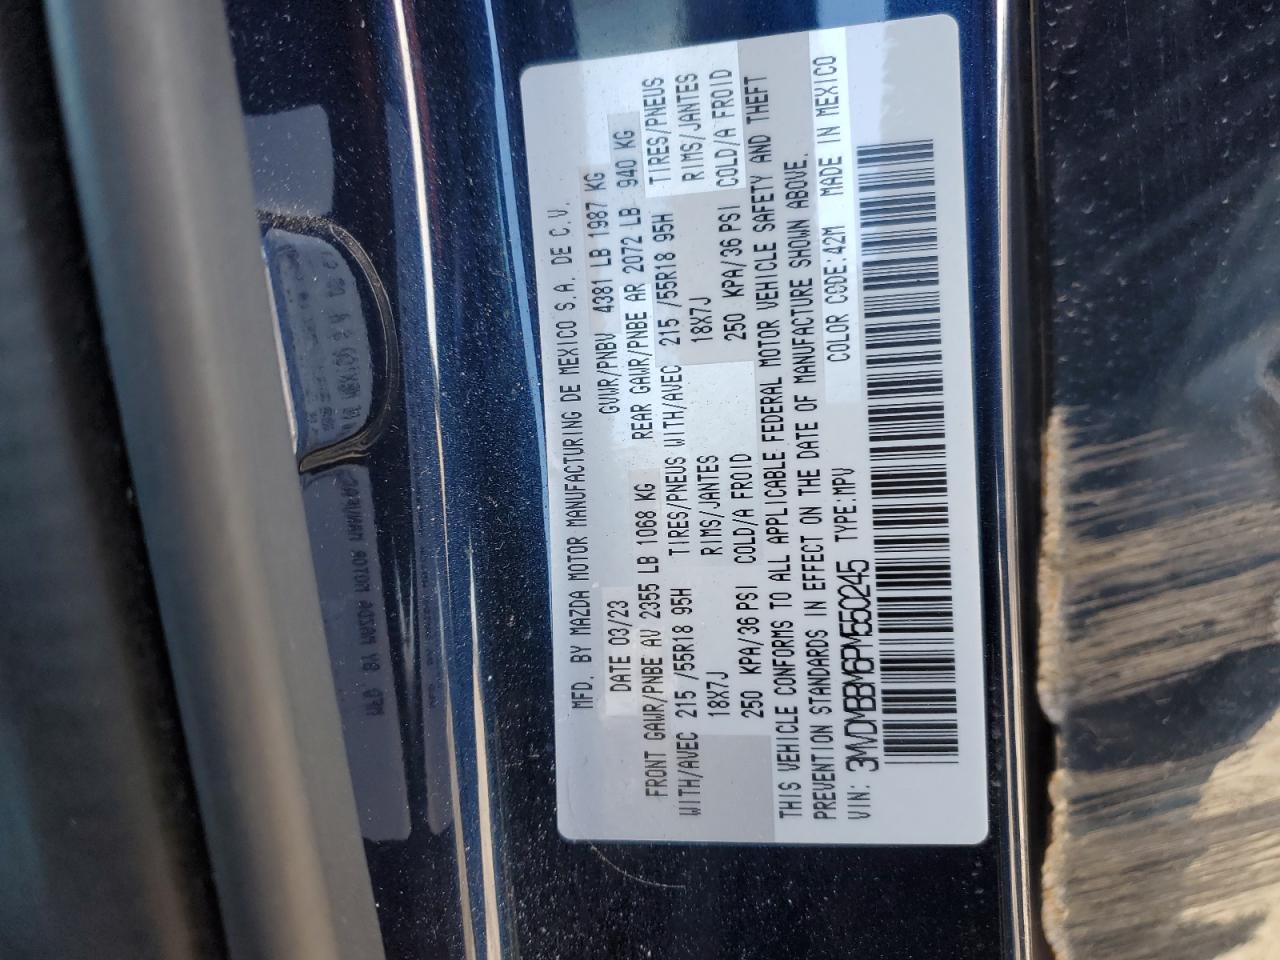 MFD. BY MAZDA MOTOR MANUFACTURING DE MEXICO S.A. DE C.V.
DATE 03/23 GVWR/PNBV 4381 LB 1987 KG
FRONT GAWR/PNBE AV 2355 LB 1068 KG REAR GAWR/PNBE AR 2072 LB 940 KG
WITH/AVEC 215 /55R18 95H TIRES/PNEUS WITH/AVEC 215 /55R18 95H TIRES/PNEUS
18X7J RIMS/JANTES 18X7J RIMS/JANTES
250 KPA/36 PSI COLD/A FROID 250 KPA/36 PSI COLD/A FROID
THIS VEHICLE CONFORMS TO ALL APPLICABLE FEDERAL MOTOR VEHICLE SAFETY AND THEFT
PREVENTION STANDARDS IN EFFECT ON THE DATE OF MANUFACTURE SHOWN ABOVE.
VIN: 3MVDMBBM6PM550245 TYPE:MPV COLOR CODE:42M MADE IN MEXICO